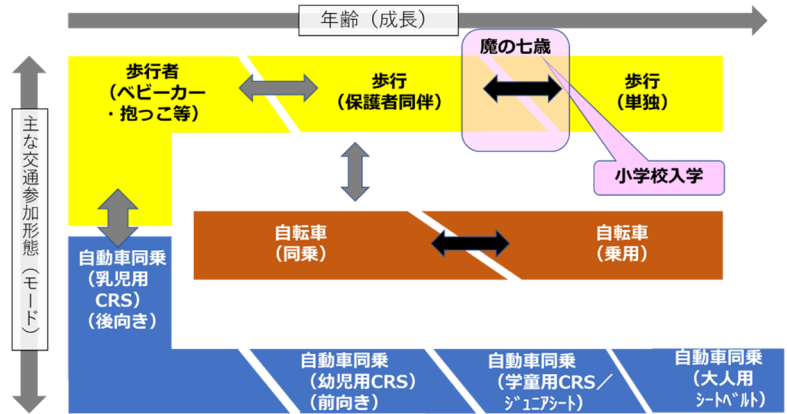 年齢（成長）
主な交通参加形態（モード）
魔の七歳
歩行者
（ベビーカー
・抱っこ等）
歩行
（保護者同伴）
歩行
（単独）
小学校入学
自転車
（同乗）
自転車
（乗用）
自動車同乗
（乳児用
CRS）
（後向き）
自動車同乗
（幼児用CRS）
（前向き）
自動車同乗
（学童用CRS／
ｼﾞｭﾆｱシート）
自動車同乗
（大人用
ｼｰﾄﾍﾞﾙﾄ）